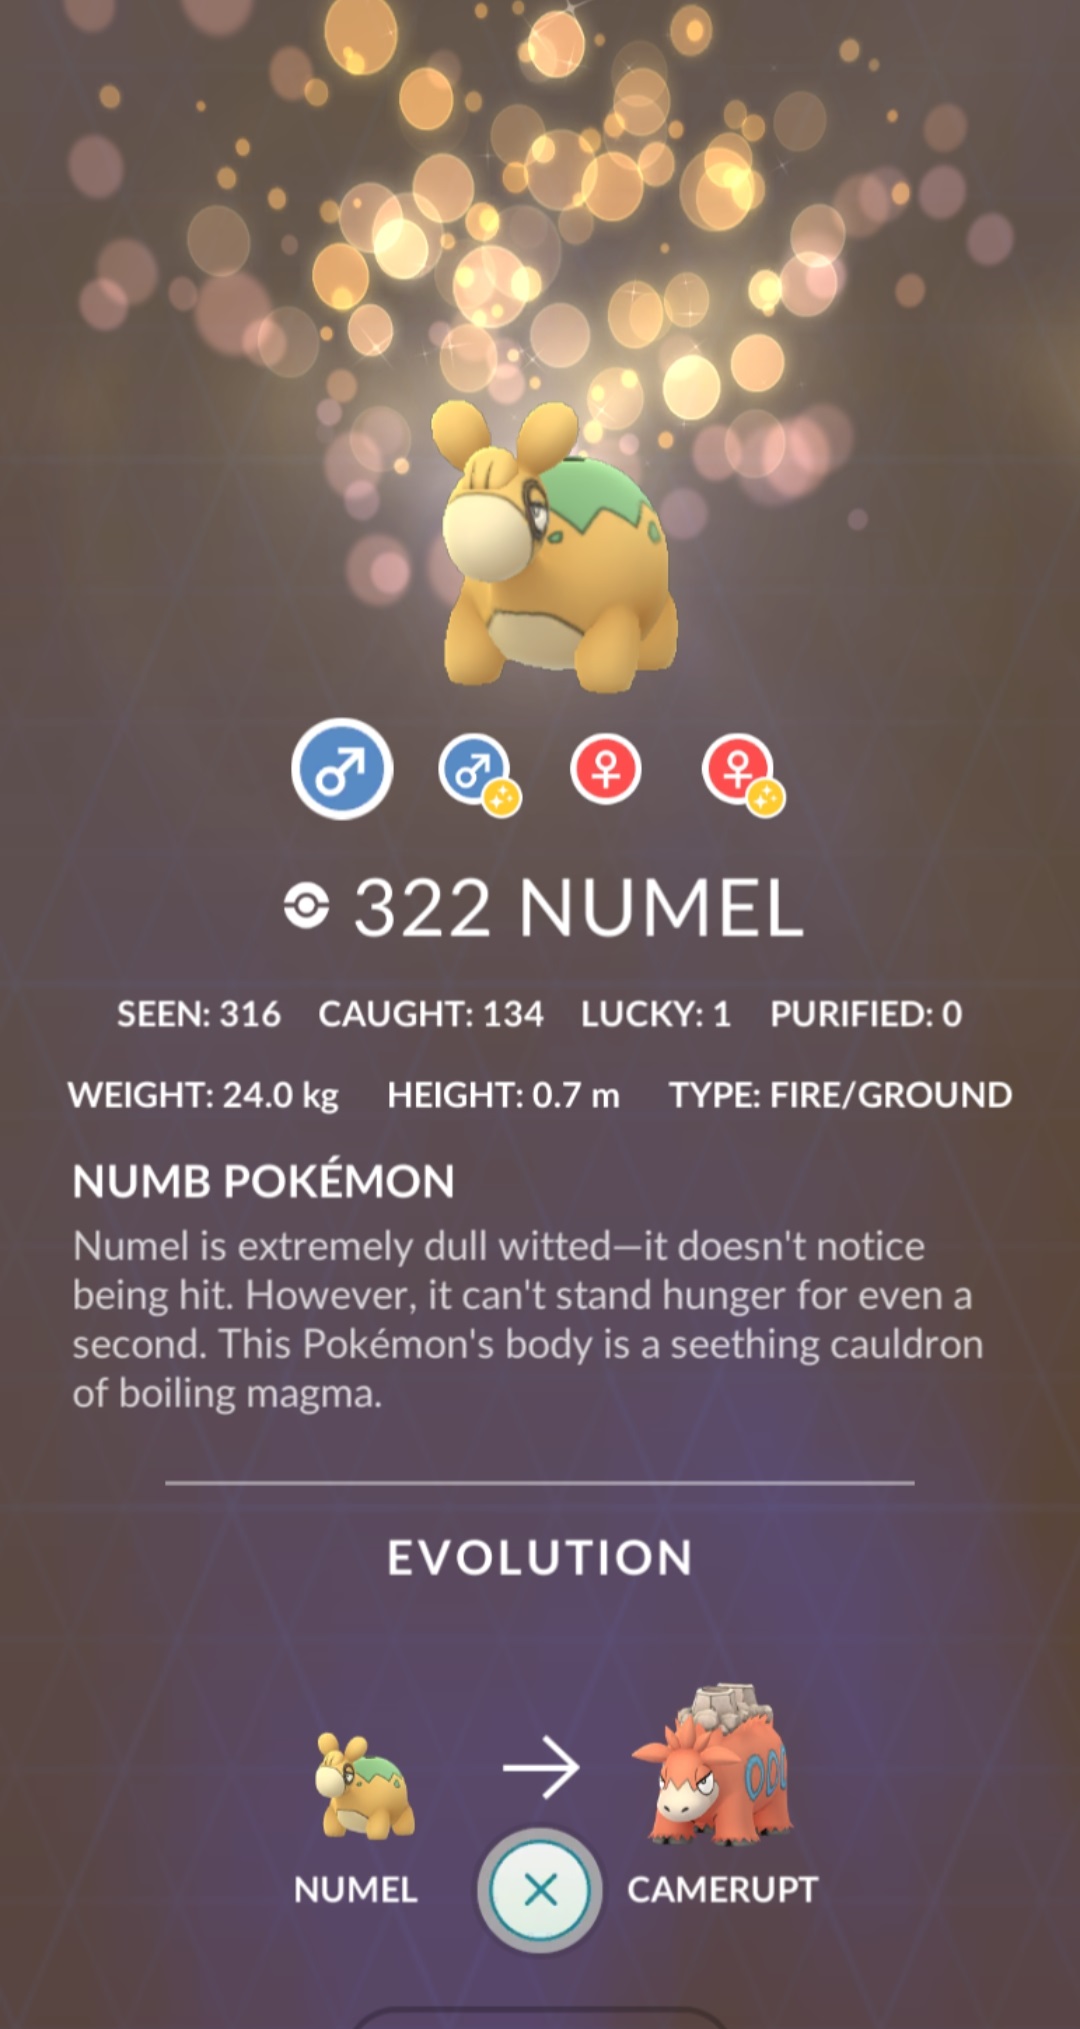 322 NUMEL
SEEN: 316 CAUGHT: 134 LUCKY: 1 PURIFIED: 0
WEIGHT: 24.0 kg HEIGHT: 0.7 m TYPE: FIRE/GROUND
NUMB POKÉMON
Numel is extremely dull witted—it doesn't notice
being hit. However, it can't stand hunger for even a
second. This Pokémon's body is a seething cauldron
of boiling magma.
EVOLUTION
NUMEL CAMERUPT